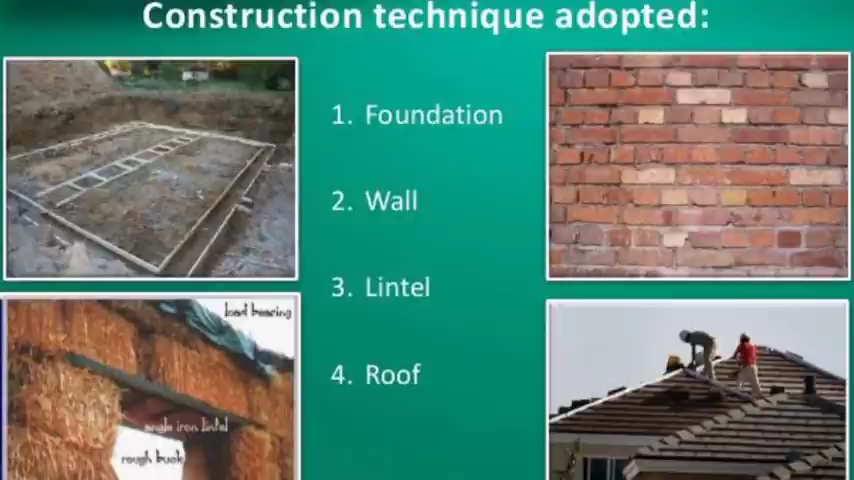 Construction technique adopted:
1. Foundation
2. Wall
3. Lintel
4. Roof
load bearing
angle iron lintel
rough buck